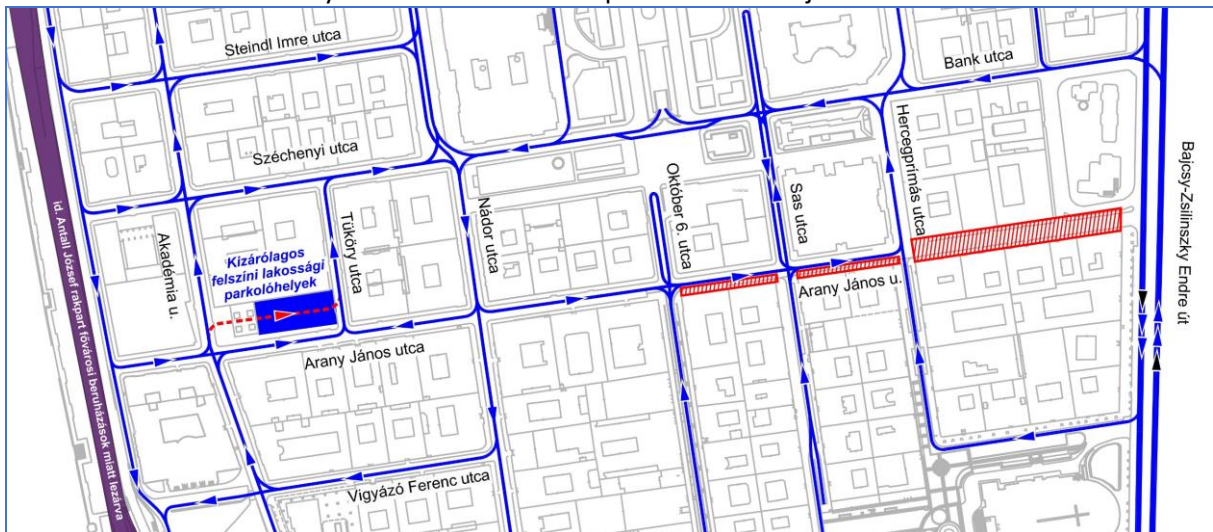 Steindl Imre utca
Bank utca
Széchenyi utca
Hercegprímás utca
Bajcsy-Zsilinszky Endre út
Október 6. utca
Sas utca
Nádor utca
Tüköry utca
Akadémia u.
Kizárólagos
felszíni lakossági
parkolóhelyek
id. Antall József rakpart fővárosi beruházások miatt lezárva
Arany János u.
Arany János utca
Vigyázó Ferenc utca